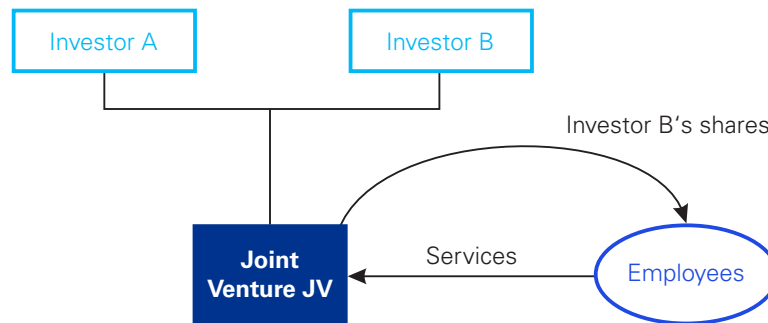 Investor A
Investor B
Investor B‘s shares
Joint
Venture JV
Services
Employees